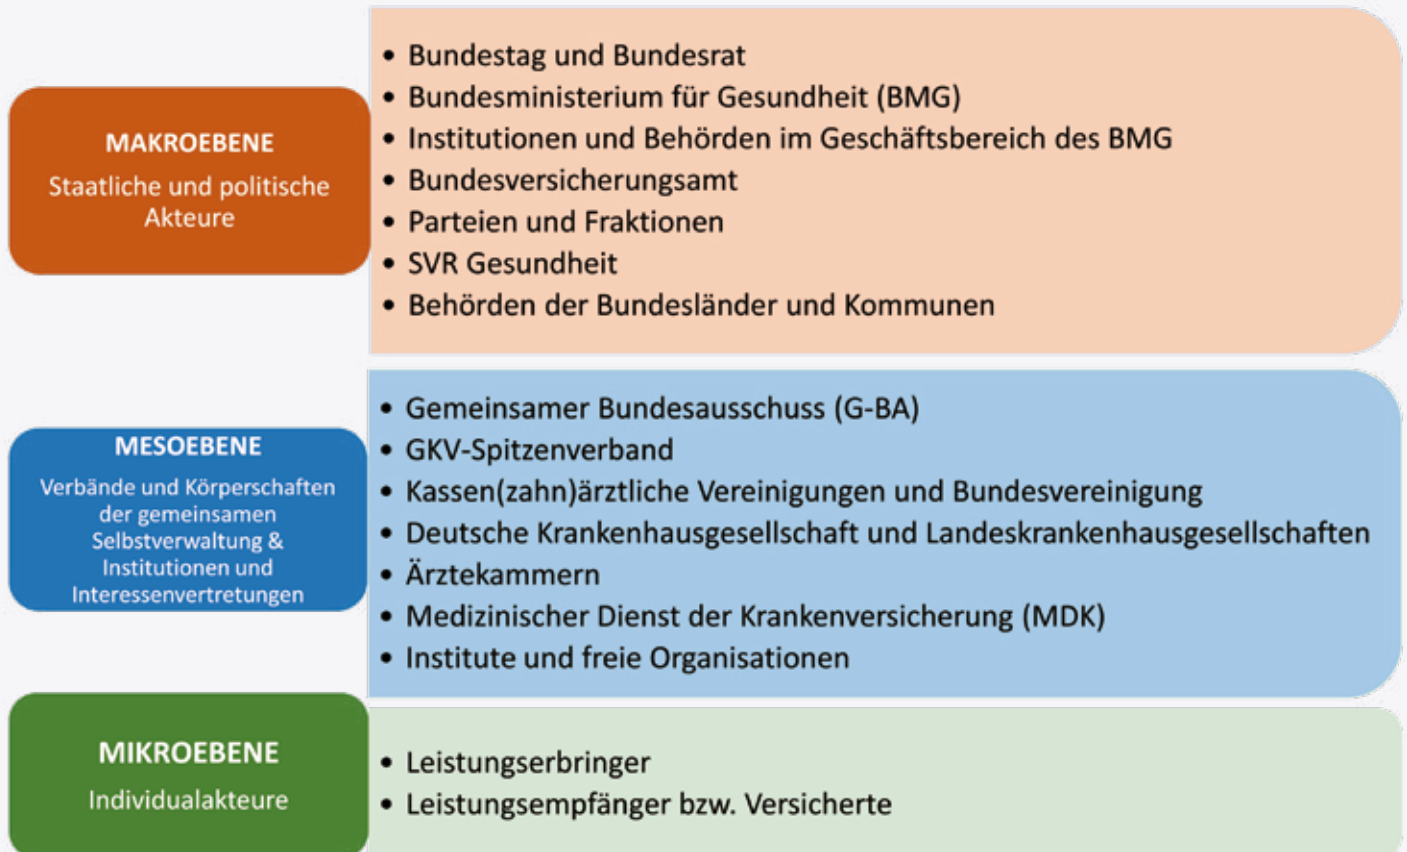 MAKROEBENE
Staatliche und politische
Akteure
• Bundestag und Bundesrat
• Bundesministerium für Gesundheit (BMG)
• Institutionen und Behörden im Geschäftsbereich des BMG
• Bundesversicherungsamt
• Parteien und Fraktionen
• SVR Gesundheit
• Behörden der Bundesländer und Kommunen
MESOEBENE
Verbände und Körperschaften
der gemeinsamen
Selbstverwaltung &
Institutionen und
Interessenvertretungen
• Gemeinsamer Bundesausschuss (G-BA)
• GKV-Spitzenverband
• Kassen(zahn)ärztliche Vereinigungen und Bundesvereinigung
• Deutsche Krankenhausgesellschaft und Landeskrankenhausgesellschaften
• Ärztekammern
• Medizinischer Dienst der Krankenversicherung (MDK)
• Institute und freie Organisationen
MIKROEBENE
Individualakteure
• Leistungserbringer
• Leistungsempfänger bzw. Versicherte